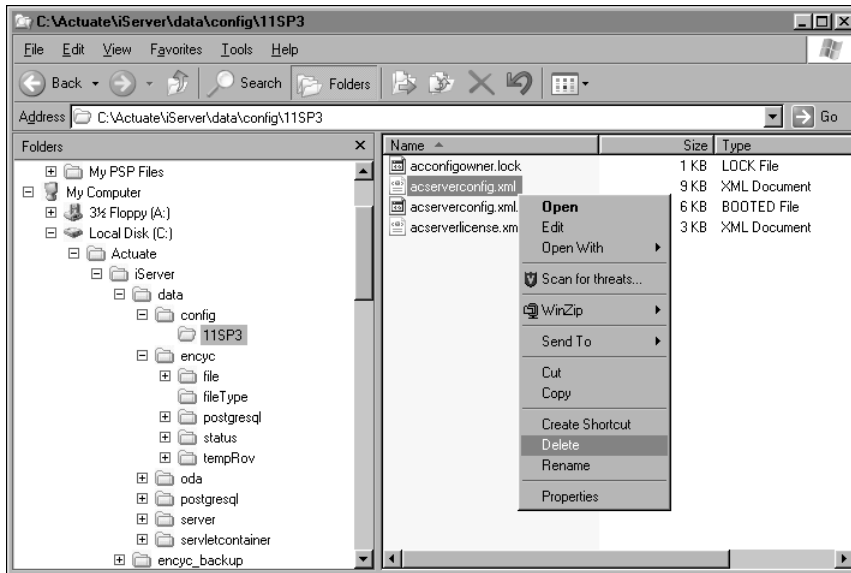 C:\Actuate\iServer\data\config\11SP3
File Edit View Favorites Tools Help
Back Search Folders
Address C:\Actuate\iServer\data\config\11SP3 Go
Folders
My PSP Files
My Computer
3½ Floppy (A:)
Local Disk (C:)
Actuate
iServer
data
config
11SP3
encyc
file
fileType
postgresql
status
tempRov
oda
postgresql
server
servletcontainer
encyc_backup
Name Size Type
acconfigowner.lock 1 KB LOCK File
acserverconfig.xml 9 KB XML Document
acserverconfig.xml. 6 KB BOOTED File
acserverlicense.xm 3 KB XML Document
Open
Edit
Open With
Scan for threats...
WinZip
Send To
Cut
Copy
Create Shortcut
Delete
Rename
Properties